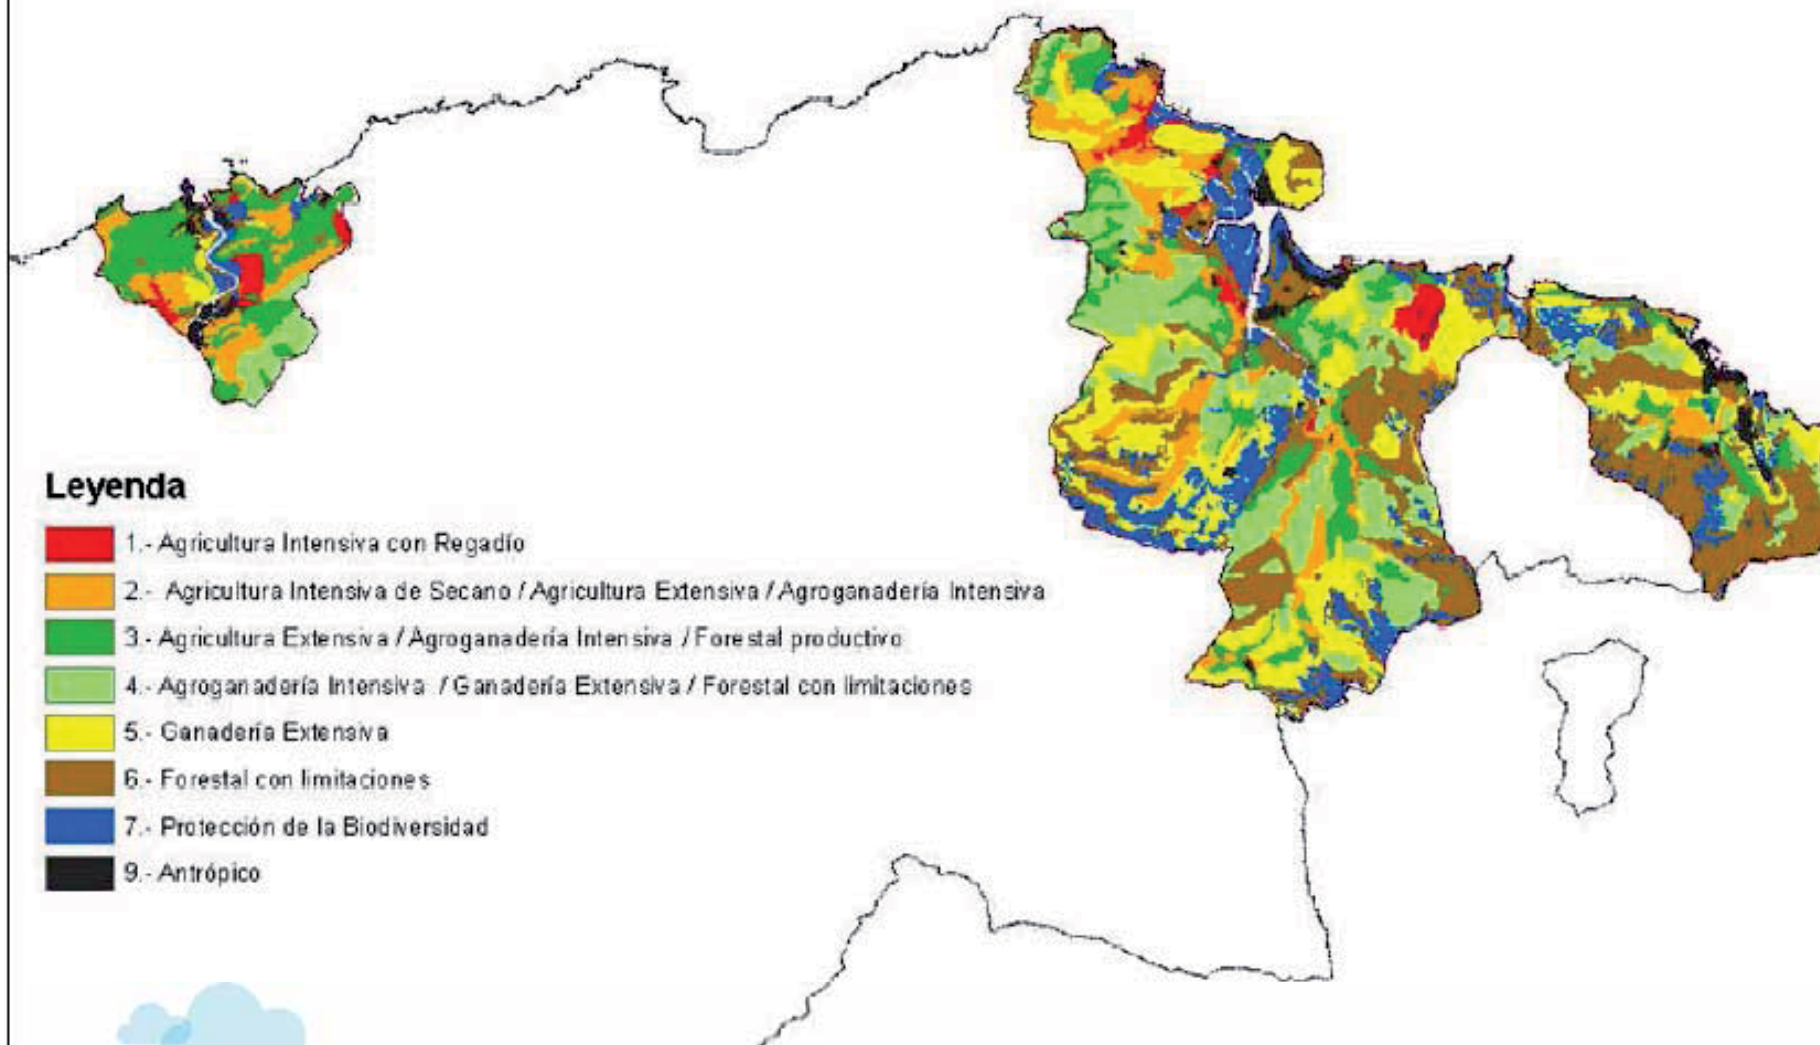 Leyenda
1.- Agricultura Intensiva con Regadío
2.- Agricultura Intensiva de Secano / Agricultura Extensiva / Agroganadería Intensiva
3.- Agricultura Extensiva / Agroganadería Intensiva / Forestal productivo
4.- Agroganadería Intensiva / Ganadería Extensiva / Forestal con limitaciones
5.- Ganadería Extensiva
6.- Forestal con limitaciones
7.- Protección de la Biodiversidad
9.- Antrópico